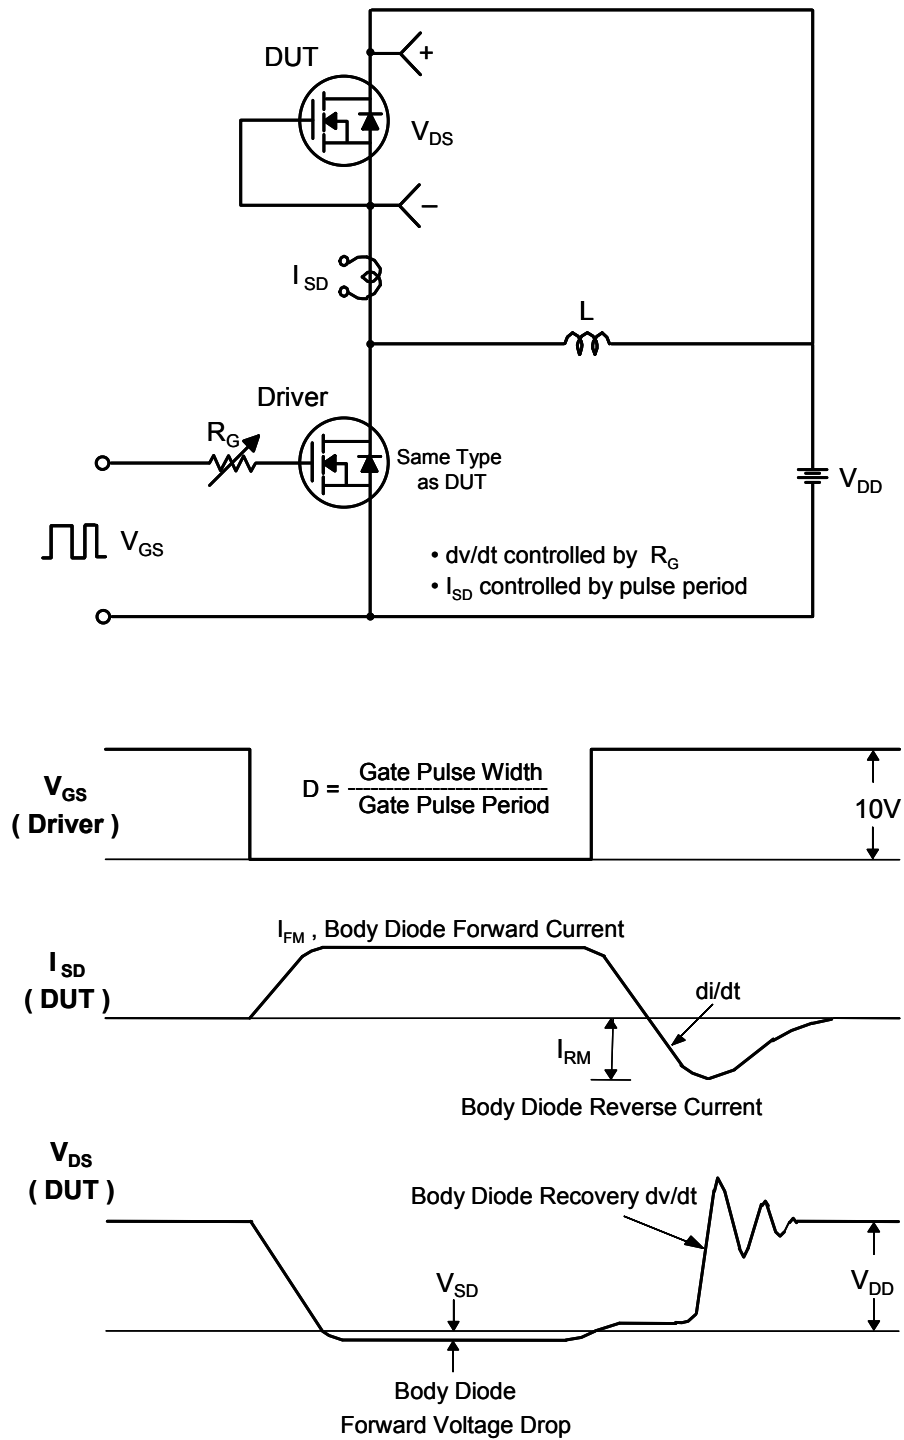 DUT
+
V_DS
–
I_SD
L
Driver
R_G
Same Type
as DUT
V_DD
V_GS
• dv/dt controlled by R_G
• I_SD controlled by pulse period
V_GS
( Driver )
D = Gate Pulse Width
Gate Pulse Period
10V
I_FM , Body Diode Forward Current
I_SD
( DUT )
di/dt
I_RM
Body Diode Reverse Current
V_DS
( DUT )
Body Diode Recovery dv/dt
V_SD
V_DD
Body Diode
Forward Voltage Drop